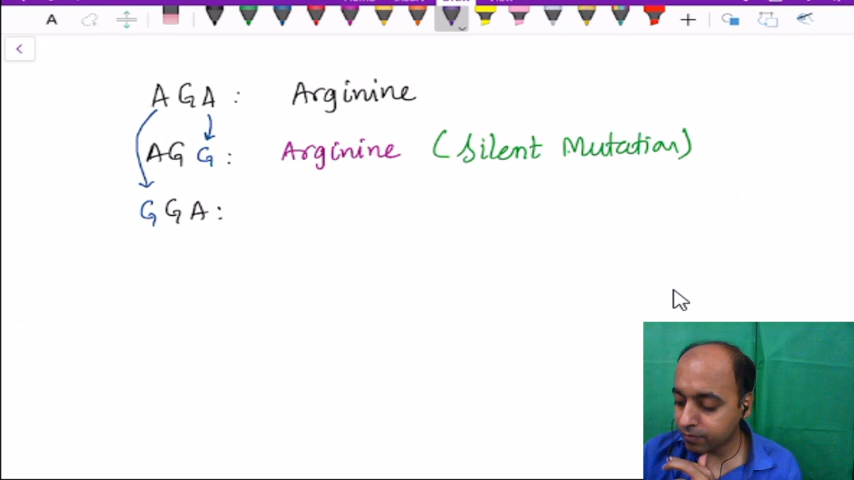 A
AGA : Arginine
AGG : Arginine (Silent Mutation)
GGA :